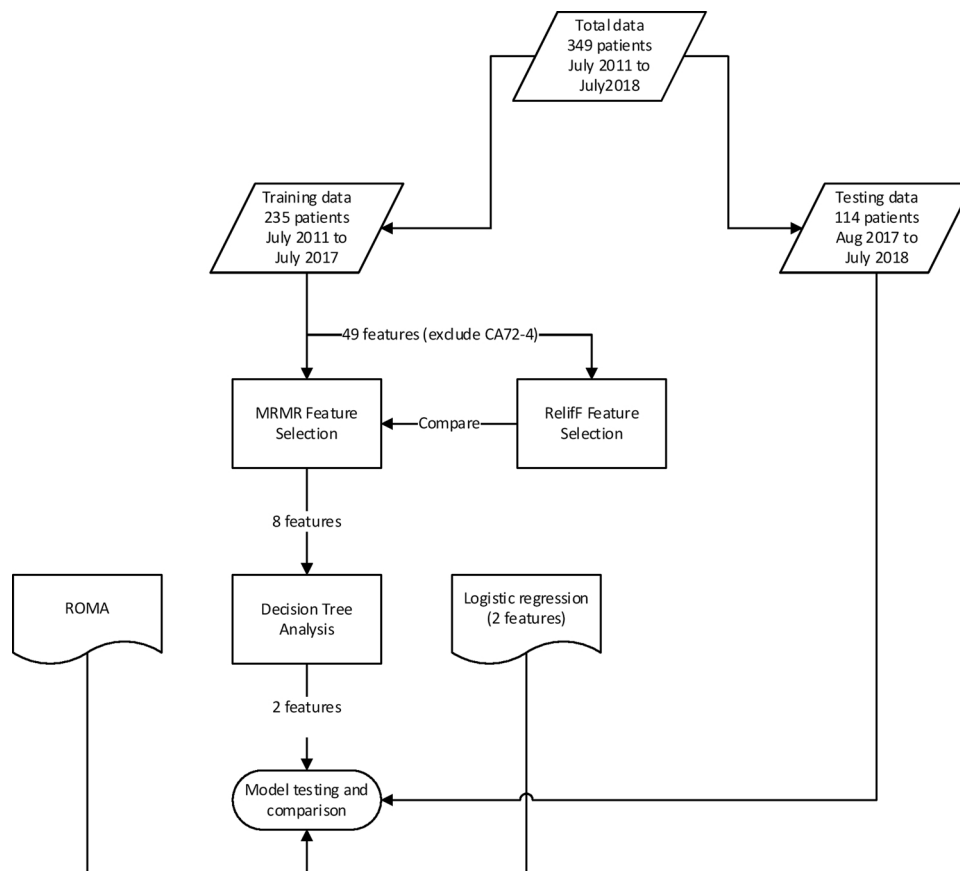 Total data
349 patients
July 2011 to
July2018
Training data
235 patients
July 2011 to
July 2017
Testing data
114 patients
Aug 2017 to
July 2018
49 features (exclude CA72-4)
MRMR Feature
Selection
Compare
RelifF Feature
Selection
8 features
ROMA
Decision Tree
Analysis
Logistic regression
(2 features)
2 features
Model testing and
comparison